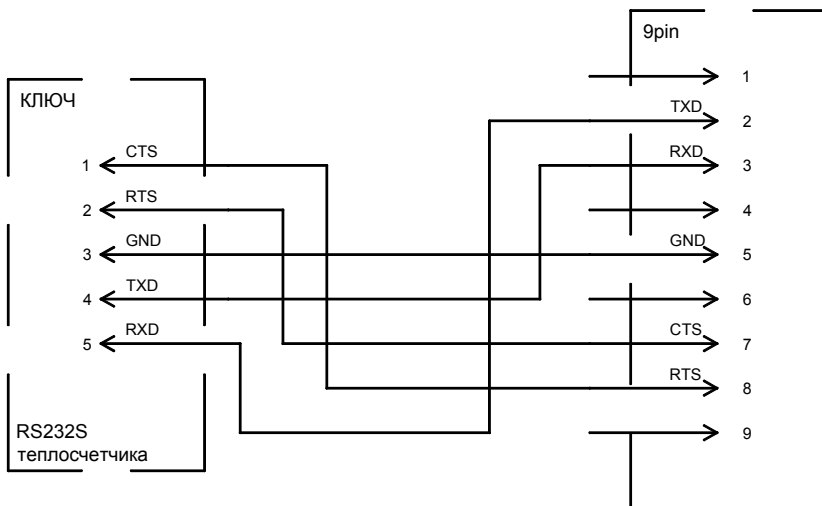 КЛЮЧ
1 CTS
2 RTS
3 GND
4 TXD
5 RXD
RS232S
теплосчетчика
9pin
1
TXD 2
RXD 3
4
GND 5
6
CTS 7
RTS 8
9